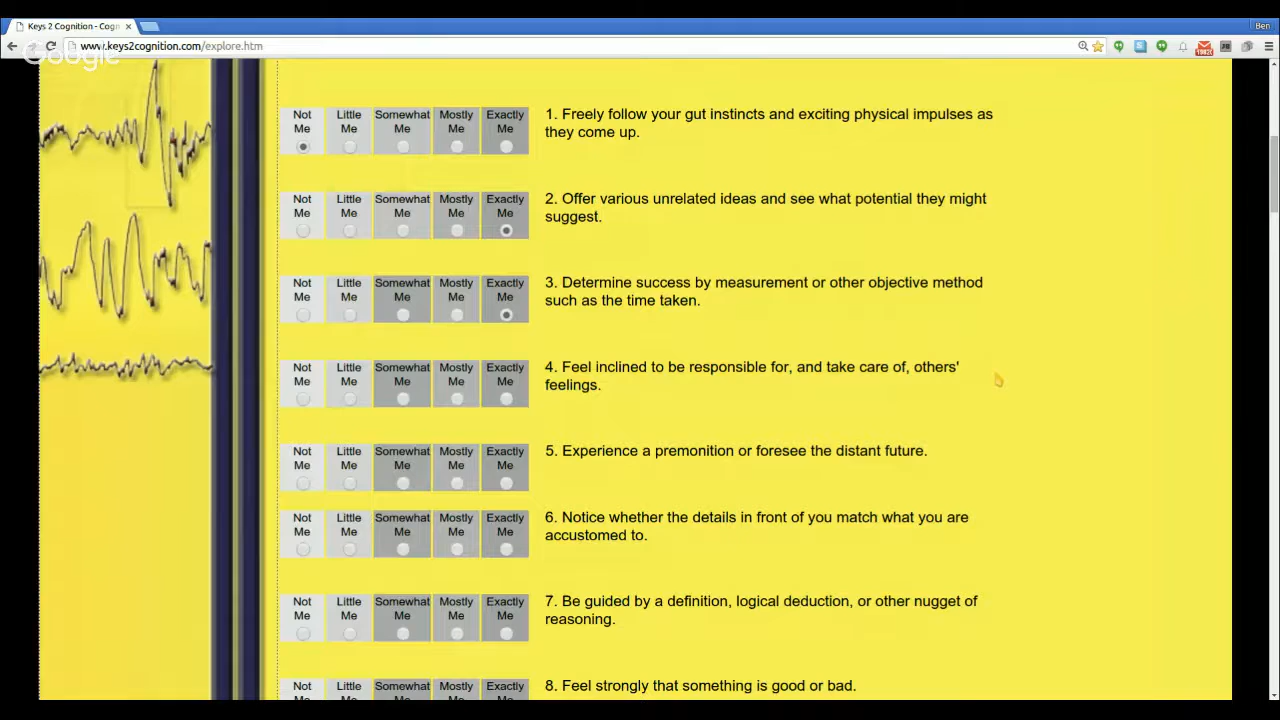 Keys 2 Cognition - Cogn
Ben
www.keys2cognition.com/explore.htm
Google
Not Me Little Me Somewhat Me Mostly Me Exactly Me
1. Freely follow your gut instincts and exciting physical impulses as
they come up.
Not Me Little Me Somewhat Me Mostly Me Exactly Me
2. Offer various unrelated ideas and see what potential they might
suggest.
Not Me Little Me Somewhat Me Mostly Me Exactly Me
3. Determine success by measurement or other objective method
such as the time taken.
Not Me Little Me Somewhat Me Mostly Me Exactly Me
4. Feel inclined to be responsible for, and take care of, others'
feelings.
Not Me Little Me Somewhat Me Mostly Me Exactly Me
5. Experience a premonition or foresee the distant future.
Not Me Little Me Somewhat Me Mostly Me Exactly Me
6. Notice whether the details in front of you match what you are
accustomed to.
Not Me Little Me Somewhat Me Mostly Me Exactly Me
7. Be guided by a definition, logical deduction, or other nugget of
reasoning.
Not Me Little Me Somewhat Me Mostly Me Exactly Me
8. Feel strongly that something is good or bad.